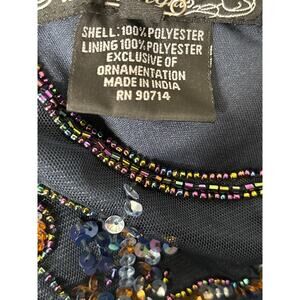 SHELL: 100% POLYESTER
LINING 100% POLYESTER
EXCLUSIVE OF
ORNAMENTATION
MADE IN INDIA
RN 90714